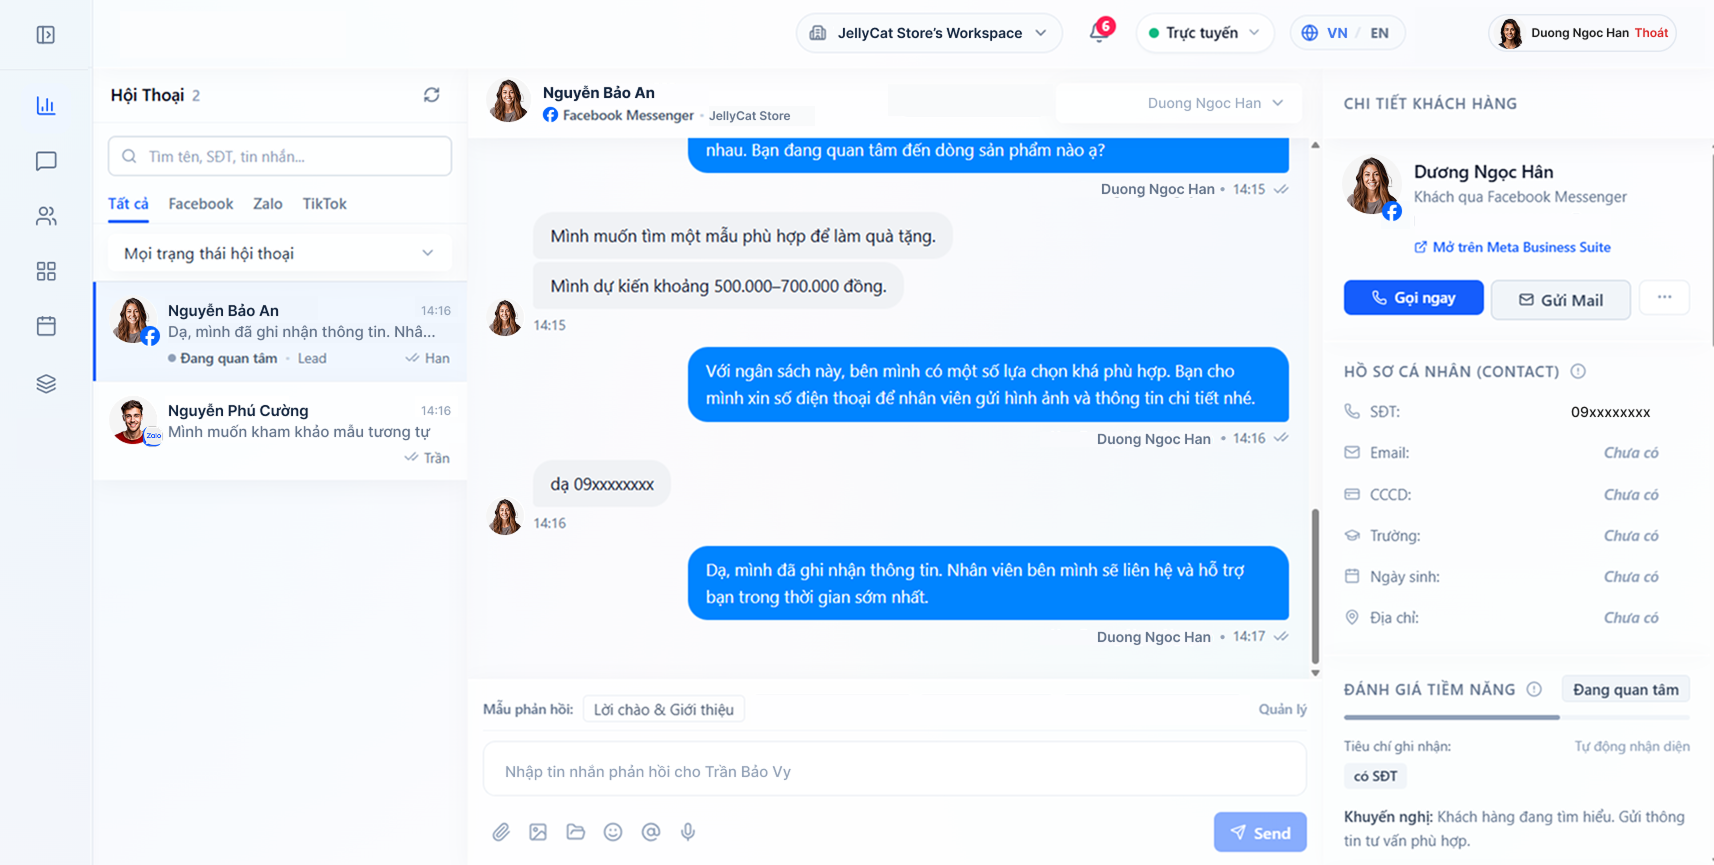 JellyCat Store's Workspace
6
Trực tuyến
VN / EN
Duong Ngoc Han Thoát
Hội Thoại 2
Tìm tên, SĐT, tin nhắn...
Tất cả Facebook Zalo TikTok
Mọi trạng thái hội thoại
Nguyễn Bảo An 14:16
Dạ, mình đã ghi nhận thông tin. Nhâ...
Đang quan tâm · Lead Han
Nguyễn Phú Cường 14:16
Zalo
Mình muốn kham khảo mẫu tương tự
Trần
Nguyễn Bảo An
Facebook Messenger · JellyCat Store
Duong Ngoc Han
nhau. Bạn đang quan tâm đến dòng sản phẩm nào ạ?
Duong Ngoc Han • 14:15
Mình muốn tìm một mẫu phù hợp để làm quà tặng.
Mình dự kiến khoảng 500.000–700.000 đồng.
14:15
Với ngân sách này, bên mình có một số lựa chọn khá phù hợp. Bạn cho
mình xin số điện thoại để nhân viên gửi hình ảnh và thông tin chi tiết nhé.
Duong Ngoc Han • 14:16
dạ 09xxxxxxxx
14:16
Dạ, mình đã ghi nhận thông tin. Nhân viên bên mình sẽ liên hệ và hỗ trợ
bạn trong thời gian sớm nhất.
Duong Ngoc Han • 14:17
Mẫu phản hồi: Lời chào & Giới thiệu Quản lý
Nhập tin nhắn phản hồi cho Trần Bảo Vy
Send
CHI TIẾT KHÁCH HÀNG
Dương Ngọc Hân
Khách qua Facebook Messenger
Mở trên Meta Business Suite
Gọi ngay Gửi Mail ...
HỒ SƠ CÁ NHÂN (CONTACT)
SĐT: 09xxxxxxxx
Email: Chưa có
CCCD: Chưa có
Trường: Chưa có
Ngày sinh: Chưa có
Địa chỉ: Chưa có
ĐÁNH GIÁ TIỀM NĂNG Đang quan tâm
Tiêu chí ghi nhận: Tự động nhận diện
có SĐT
Khuyến nghị: Khách hàng đang tìm hiểu. Gửi thông
tin tư vấn phù hợp.